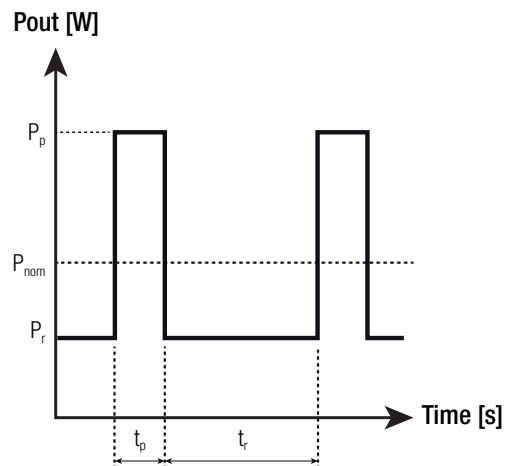 Pout [W]
Pₚ
Pₙₒₘ
Pᵣ
Time [s]
tₚ
tᵣ